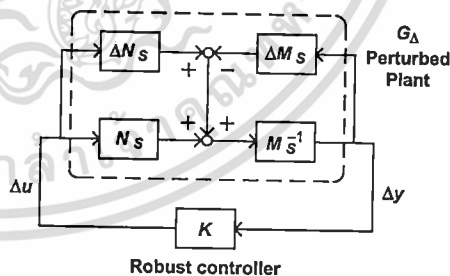 ΔN_S
ΔM_S
G_Δ
Perturbed
Plant
+
−
+
+
N_S
M_S^{-1}
Δu
Δy
K
Robust controller